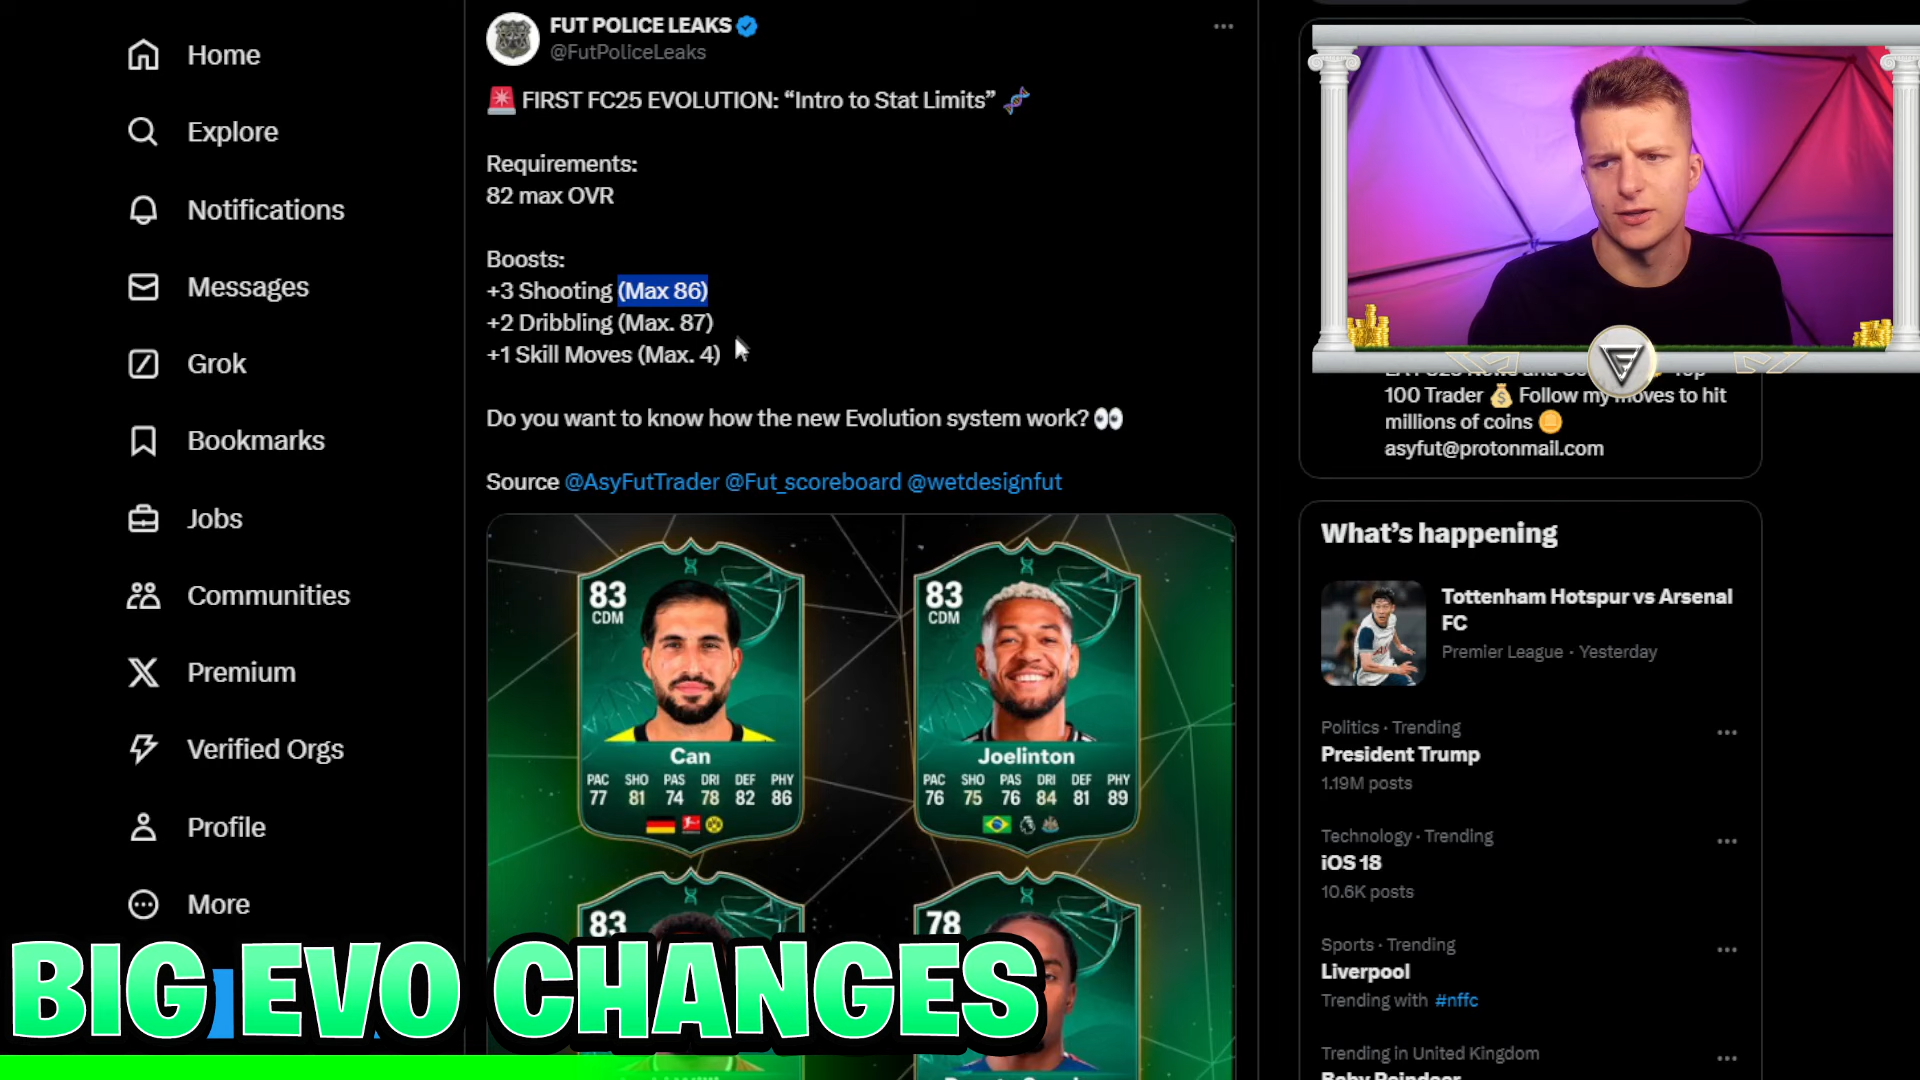 Home
Explore
Notifications
Messages
Grok
Bookmarks
Jobs
Communities
Premium
Verified Orgs
Profile
More
FUT POLICE LEAKS
@FutPoliceLeaks
FIRST FC25 EVOLUTION: “Intro to Stat Limits”
Requirements:
82 max OVR
Boosts:
+3 Shooting (Max 86)
+2 Dribbling (Max. 87)
+1 Skill Moves (Max. 4)
Do you want to know how the new Evolution system work?
Source @AsyFutTrader @Fut_scoreboard @wetdesignfut
83
CDM
Can
PAC SHO PAS DRI DEF PHY
77 81 74 78 82 86
83
CDM
Joelinton
PAC SHO PAS DRI DEF PHY
76 75 76 84 81 89
83
78
BIG EVO CHANGES
100 Trader Follow my moves to hit
millions of coins
asyfut@protonmail.com
What’s happening
Tottenham Hotspur vs Arsenal
FC
Premier League · Yesterday
Politics · Trending
President Trump
1.19M posts
Technology · Trending
iOS 18
10.6K posts
Sports · Trending
Liverpool
Trending with #nffc
Trending in United Kingdom
Baby Reindeer